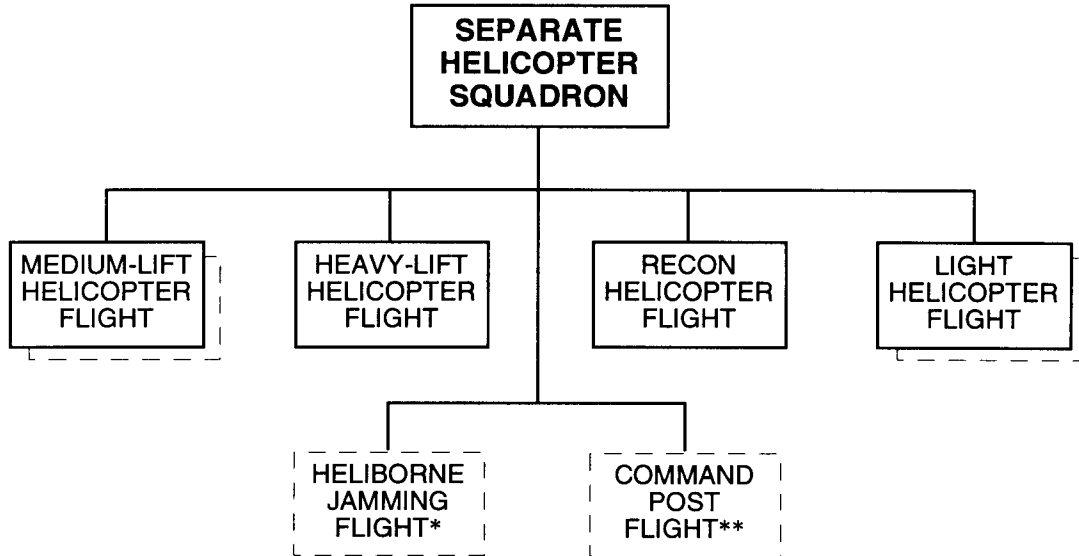 SEPARATE
HELICOPTER
SQUADRON
MEDIUM-LIFT
HELICOPTER
FLIGHT
HEAVY-LIFT
HELICOPTER
FLIGHT
RECON
HELICOPTER
FLIGHT
LIGHT
HELICOPTER
FLIGHT
HELIBORNE
JAMMING
FLIGHT*
COMMAND
POST
FLIGHT**